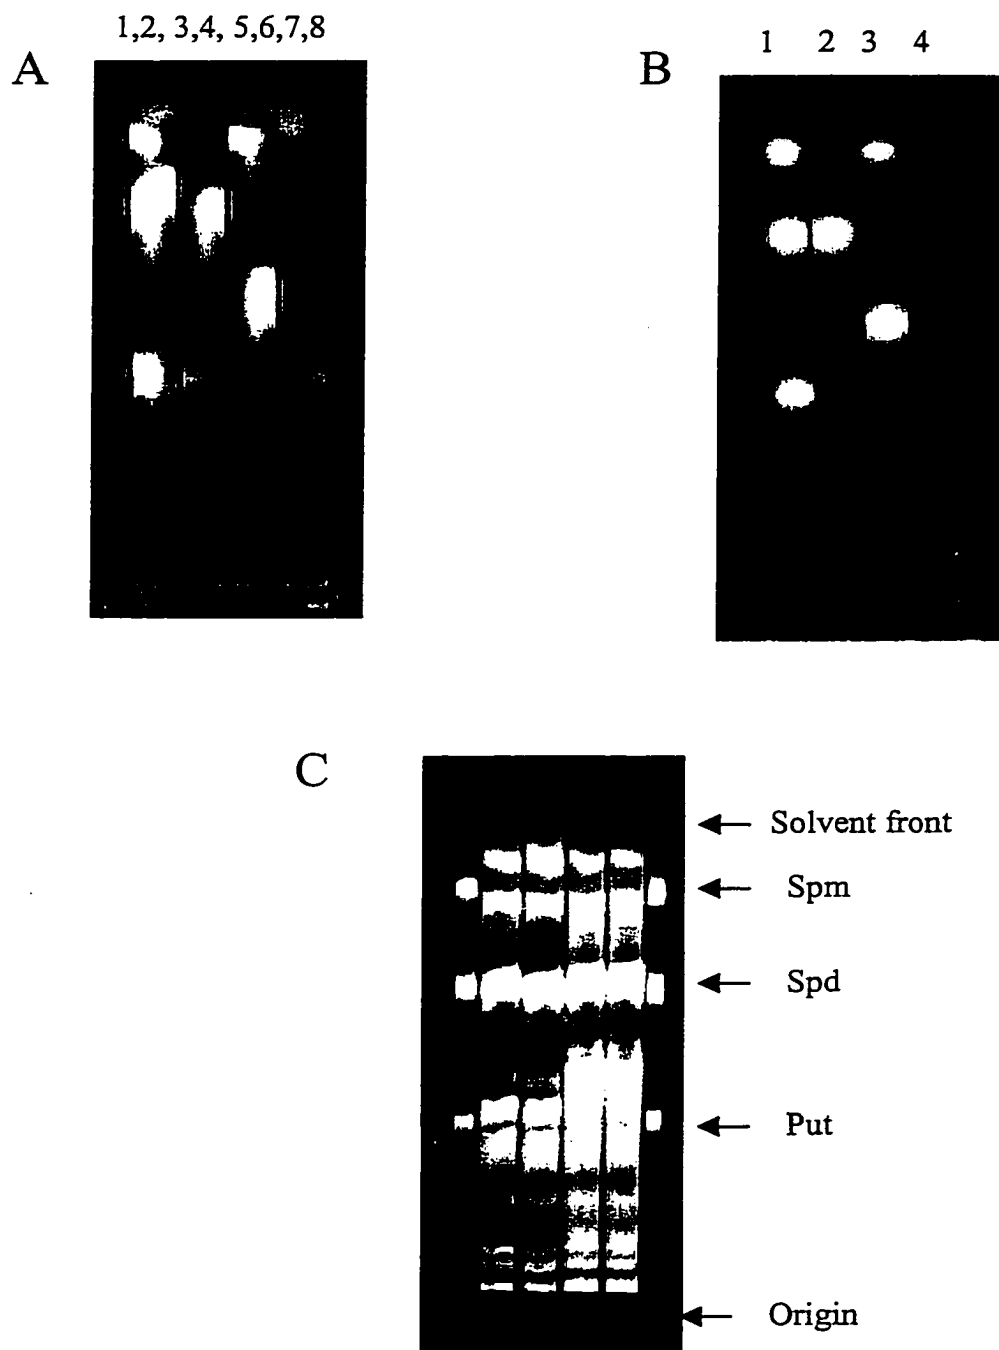 1,2, 3,4, 5,6,7,8
A
1 2 3 4
B
C
Solvent front
Spm
Spd
Put
Origin